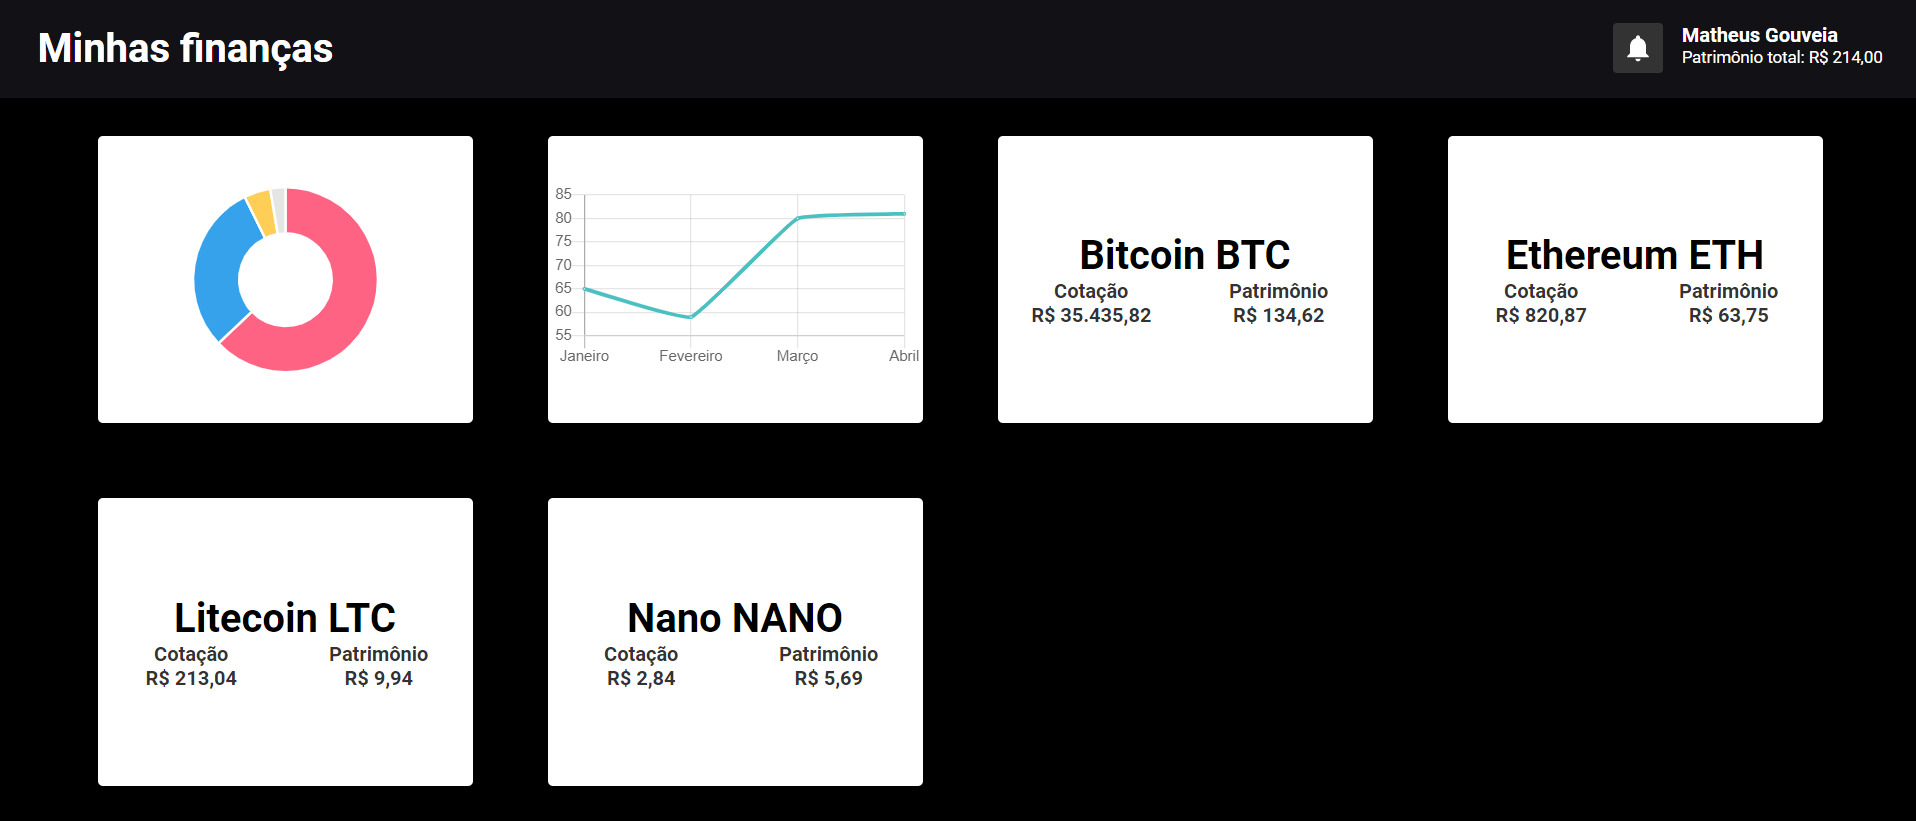 Minhas finanças
Matheus Gouveia
Patrimônio total: R$ 214,00
85
80
75
70
65
60
55
Janeiro Fevereiro Março Abril
Bitcoin BTC
Cotação Patrimônio
R$ 35.435,82 R$ 134,62
Ethereum ETH
Cotação Patrimônio
R$ 820,87 R$ 63,75
Litecoin LTC
Cotação Patrimônio
R$ 213,04 R$ 9,94
Nano NANO
Cotação Patrimônio
R$ 2,84 R$ 5,69